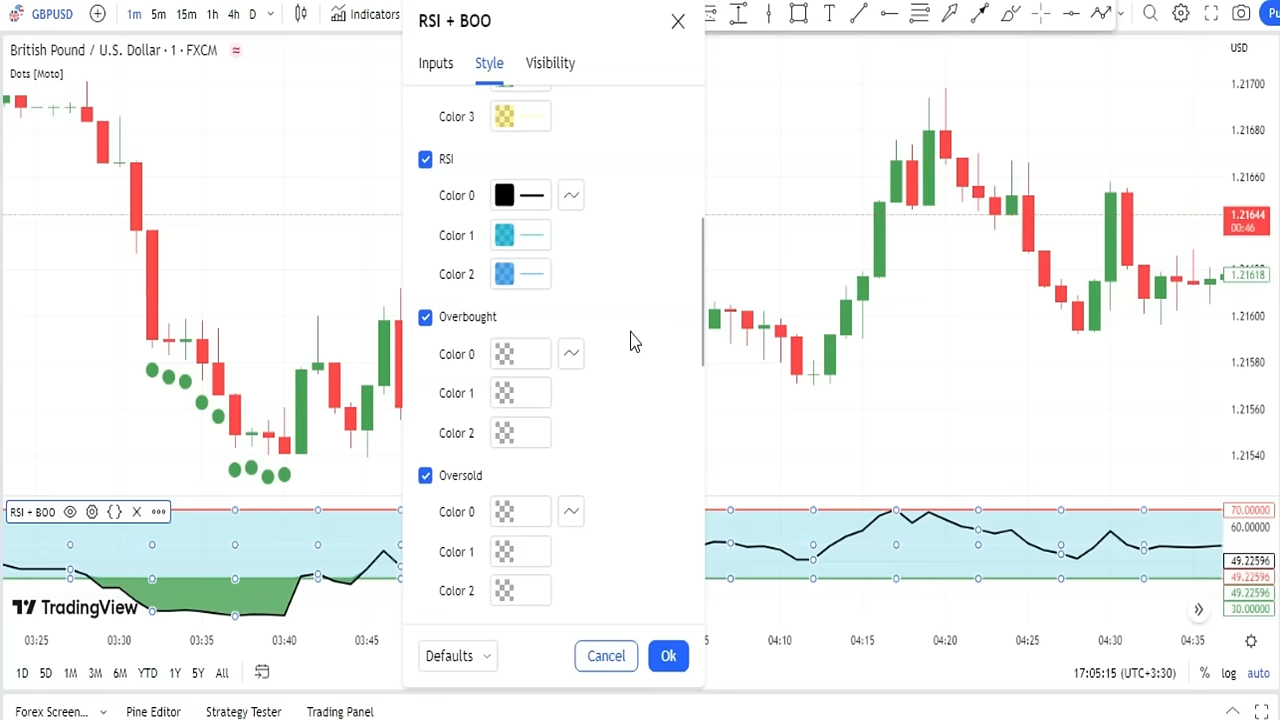 GBPUSD 1m 5m 15m 1h 4h D Indicators
British Pound / U.S. Dollar · 1 · FXCM
Dots [Moto]
RSI + BOO
Inputs Style Visibility
Color 3
RSI
Color 0
Color 1
Color 2
Overbought
Color 0
Color 1
Color 2
Oversold
Color 0
Color 1
Color 2
Defaults Cancel Ok
USD
1.21700
1.21680
1.21660
1.21644
00:46
1.21618
1.21600
1.21580
1.21560
1.21540
RSI + BOO
70.00000
60.00000
49.22596
49.22596
49.22596
30.00000
TradingView
03:25 03:30 03:35 03:40 03:45 04:10 04:15 04:20 04:25 04:30 04:35
1D 5D 1M 3M 6M YTD 1Y 5Y All 17:05:15 (UTC+3:30) % log auto
Forex Screen... Pine Editor Strategy Tester Trading Panel